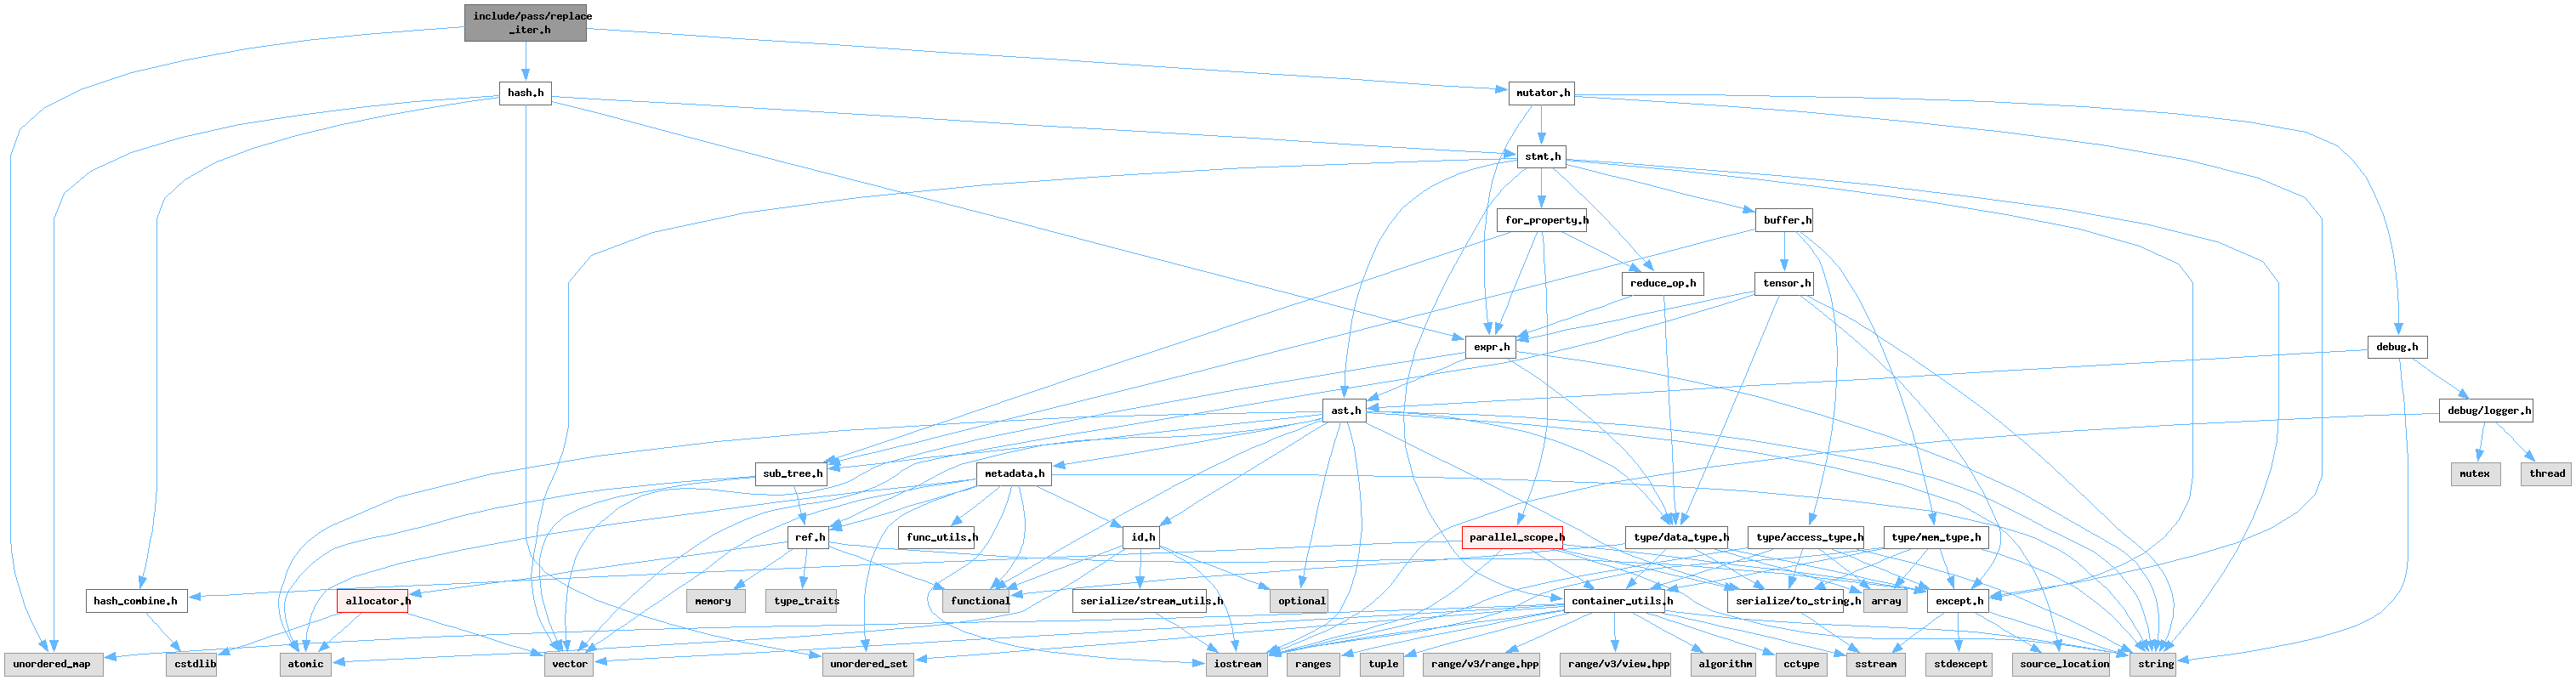 include/pass/replace
_iter.h
hash.h
mutator.h
stmt.h
for_property.h
buffer.h
reduce_op.h
tensor.h
expr.h
debug.h
ast.h
debug/logger.h
sub_tree.h
metadata.h
mutex
thread
ref.h
func_utils.h
id.h
parallel_scope.h
type/data_type.h
type/access_type.h
type/mem_type.h
hash_combine.h
allocator.h
memory
type_traits
functional
serialize/stream_utils.h
optional
container_utils.h
serialize/to_string.h
array
except.h
unordered_map
cstdlib
atomic
vector
unordered_set
iostream
ranges
tuple
range/v3/range.hpp
range/v3/view.hpp
algorithm
cctype
sstream
stdexcept
source_location
string